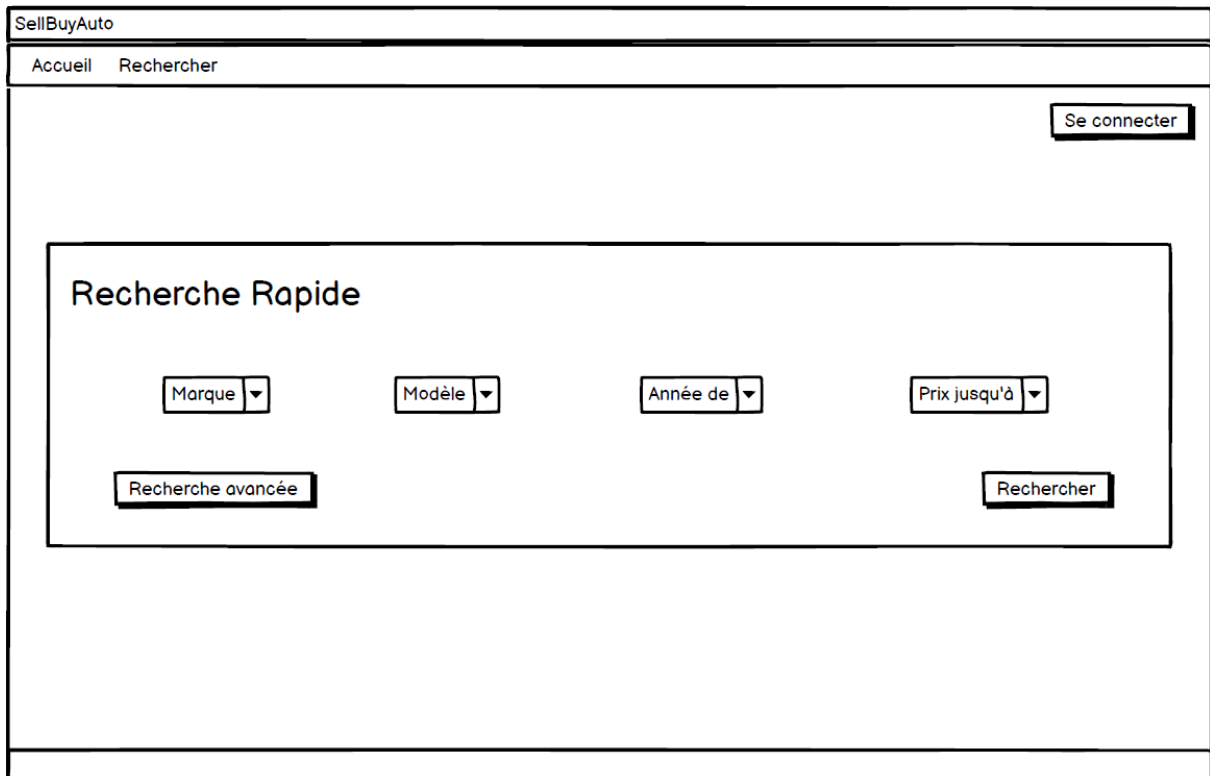 SellBuyAuto
Accueil Rechercher
Se connecter
Recherche Rapide
Marque Modèle Année de Prix jusqu'à
Recherche avancée Rechercher